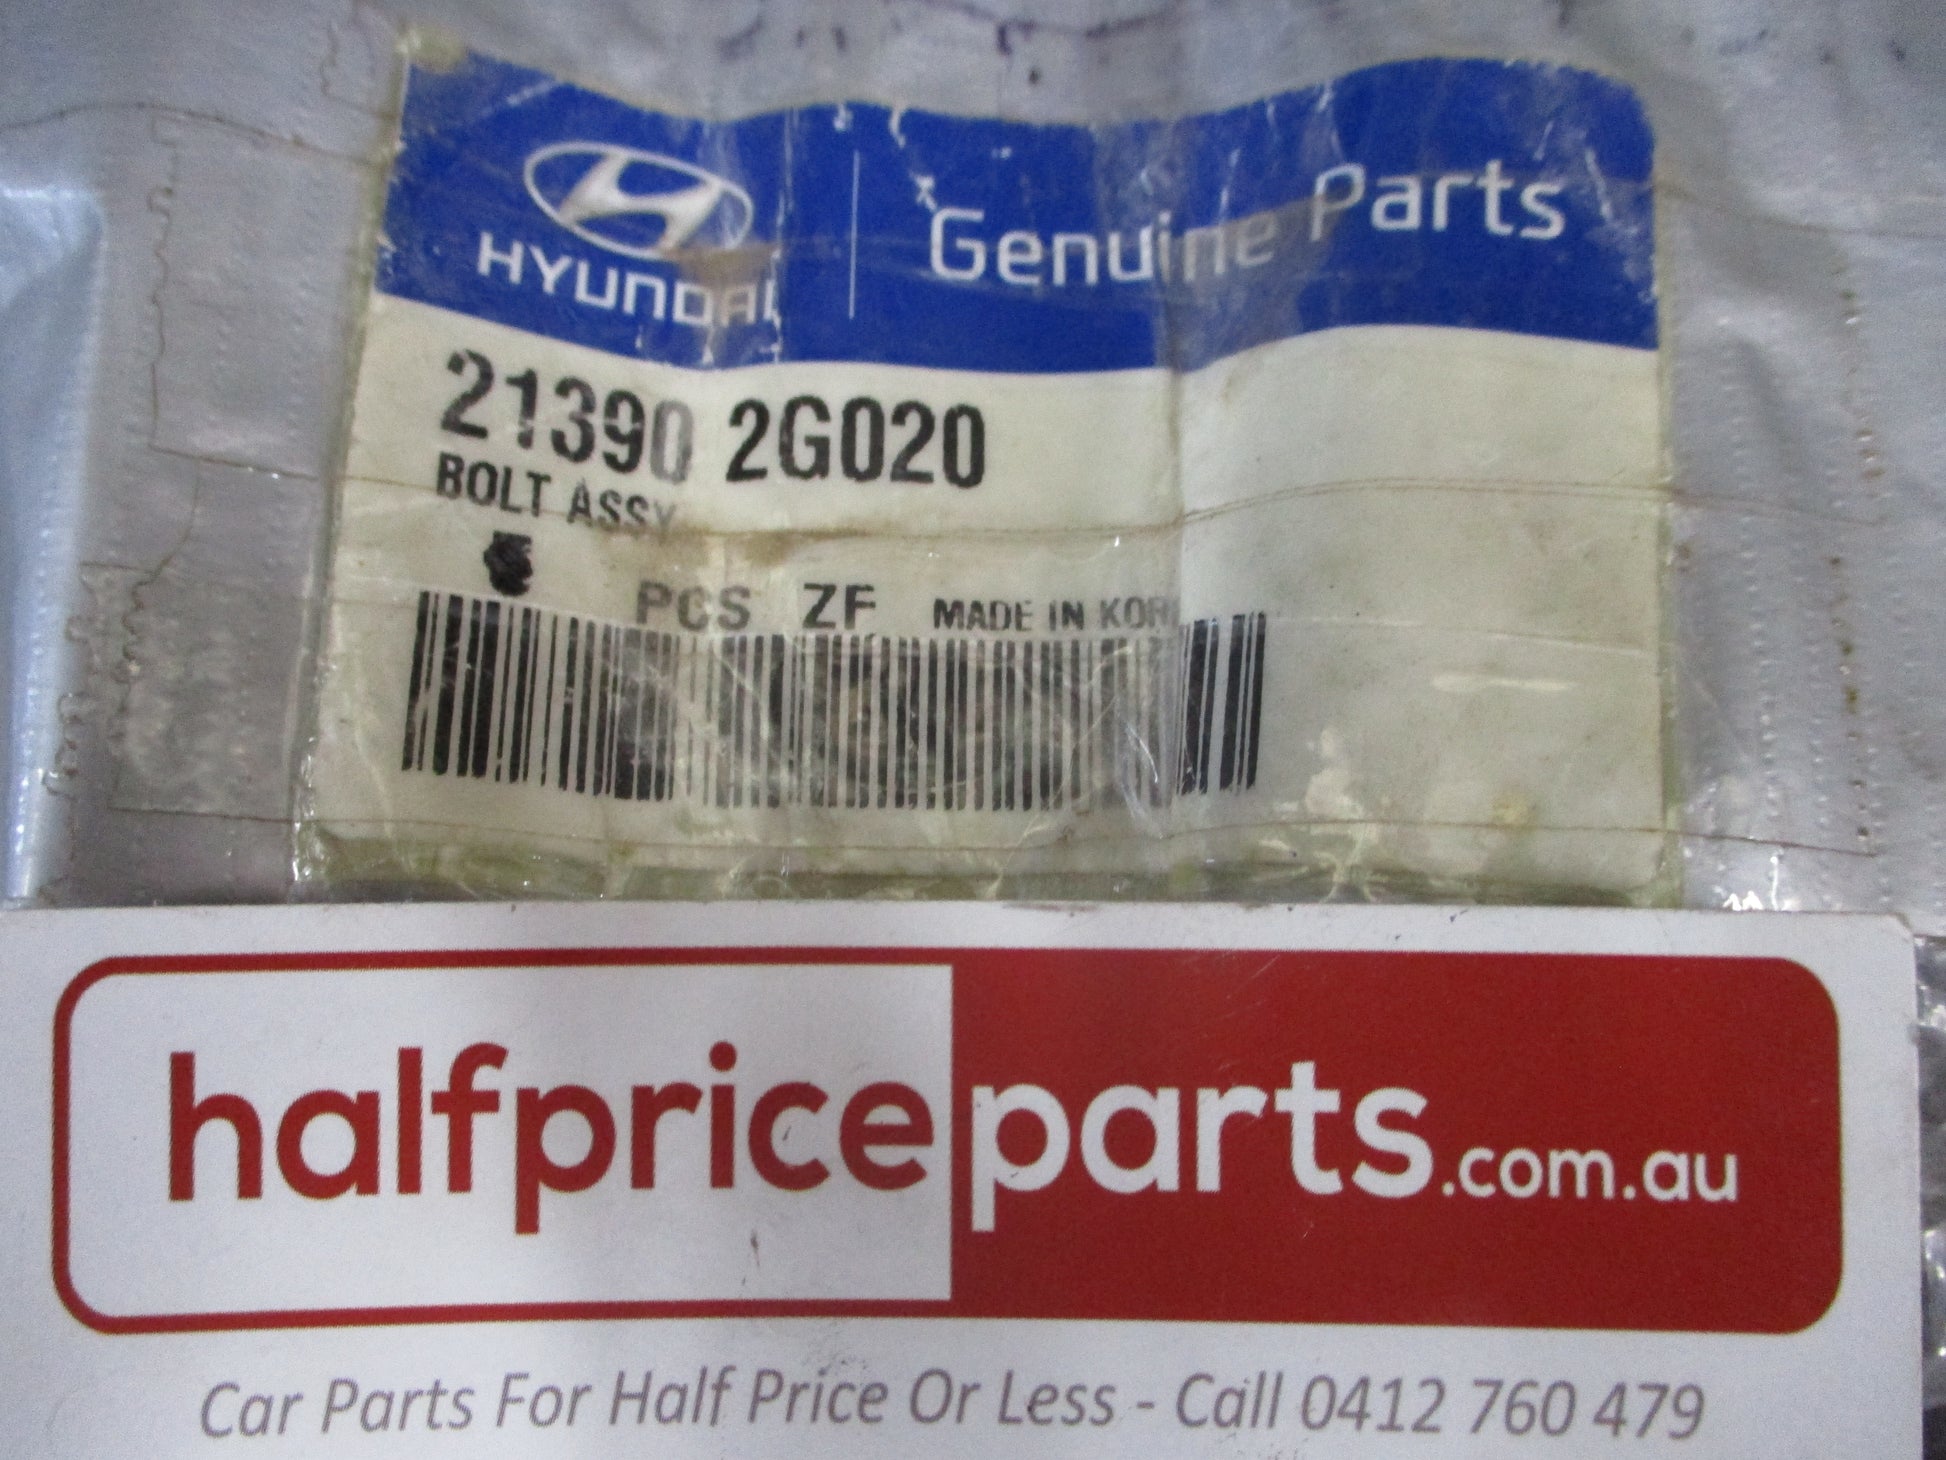 HYUNDAI Genuine Parts
21390 2G020
BOLT ASSY
PCS ZF MADE IN KOR
halfpriceparts.com.au
Car Parts For Half Price Or Less - Call 0412 760 479